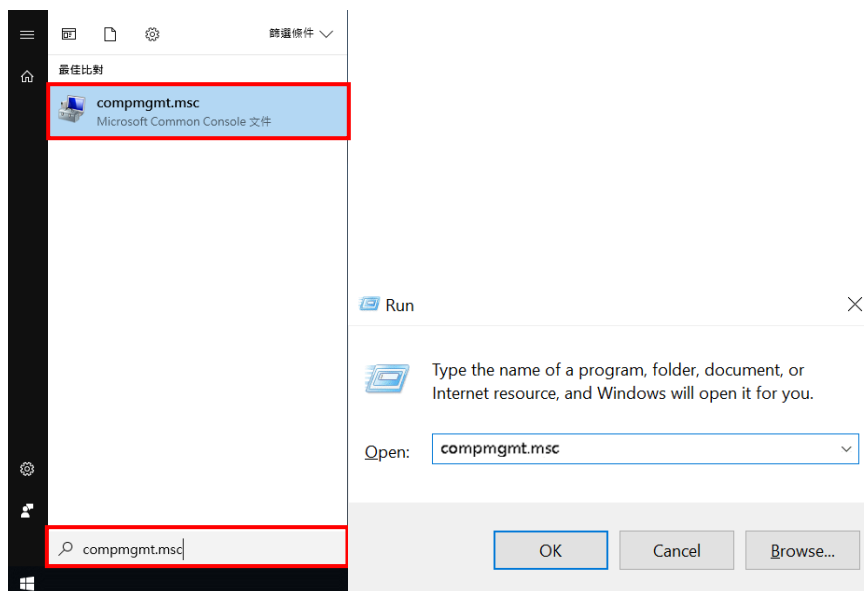 篩選條件
最佳比對
compmgmt.msc
Microsoft Common Console 文件
compmgmt.msc
Run
Type the name of a program, folder, document, or
Internet resource, and Windows will open it for you.
Open: compmgmt.msc
OK Cancel Browse...